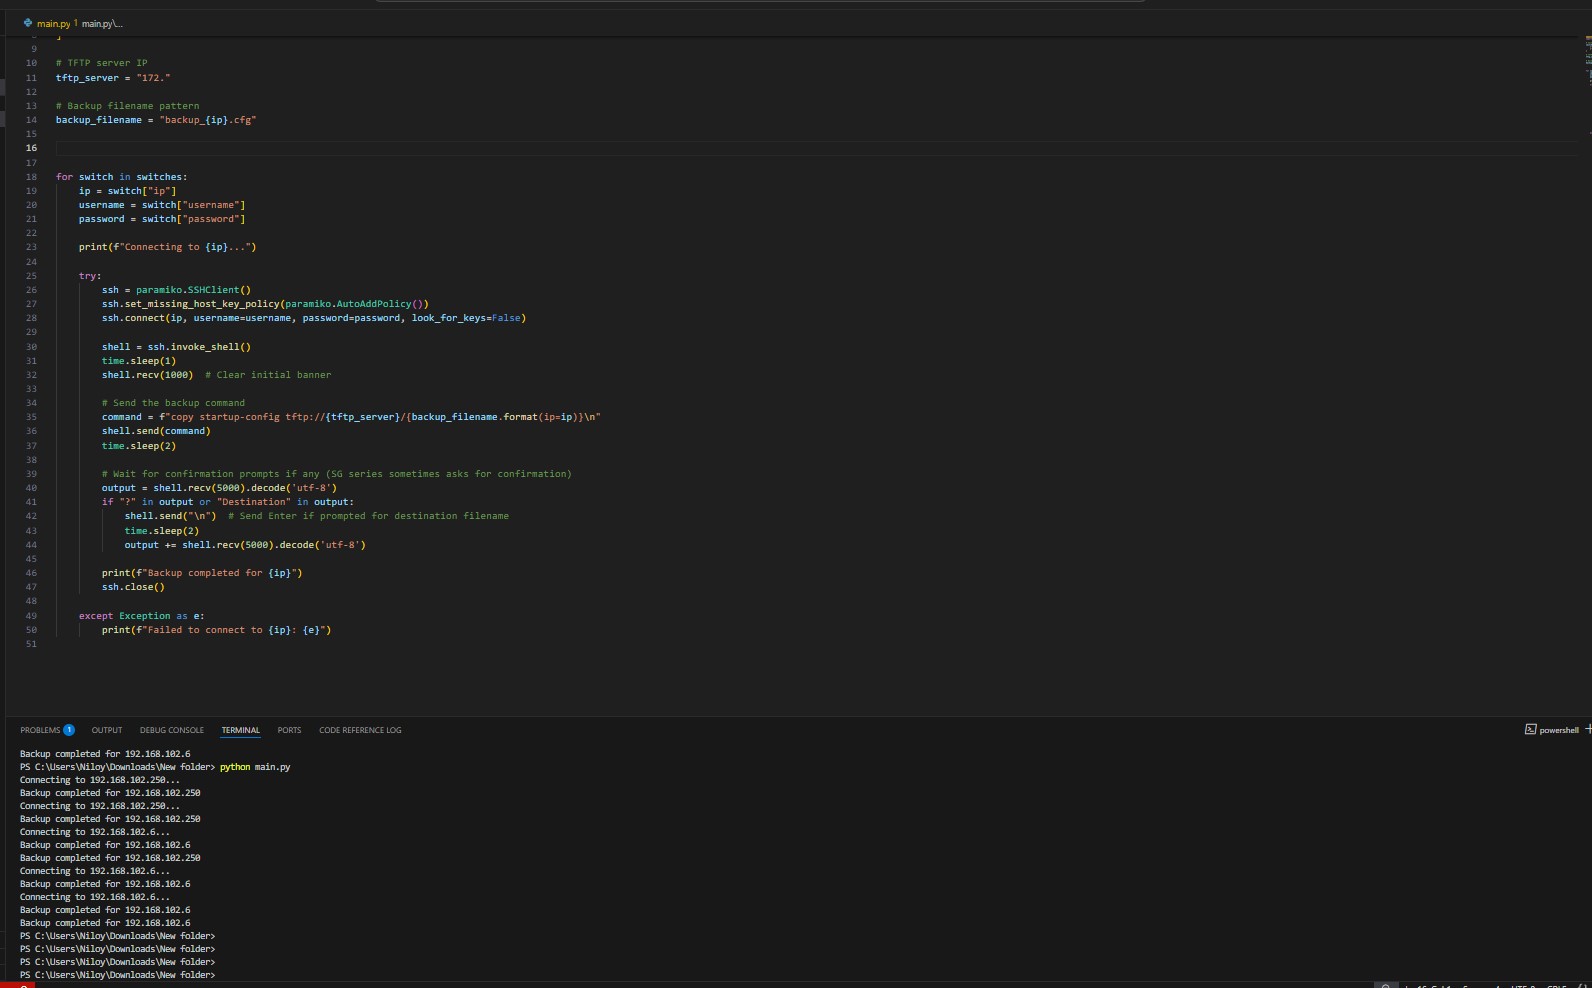 main.py 1 main.py\...
]
9
10 # TFTP server IP
11 tftp_server = "172."
12
13 # Backup filename pattern
14 backup_filename = "backup_{ip}.cfg"
15
16
17
18 for switch in switches:
19 ip = switch["ip"]
20 username = switch["username"]
21 password = switch["password"]
22
23 print(f"Connecting to {ip}...")
24
25 try:
26 ssh = paramiko.SSHClient()
27 ssh.set_missing_host_key_policy(paramiko.AutoAddPolicy())
28 ssh.connect(ip, username=username, password=password, look_for_keys=False)
29
30 shell = ssh.invoke_shell()
31 time.sleep(1)
32 shell.recv(1000) # Clear initial banner
33
34 # Send the backup command
35 command = f"copy startup-config tftp://{tftp_server}/{backup_filename.format(ip=ip)}\n"
36 shell.send(command)
37 time.sleep(2)
38
39 # Wait for confirmation prompts if any (SG series sometimes asks for confirmation)
40 output = shell.recv(5000).decode('utf-8')
41 if "?" in output or "Destination" in output:
42 shell.send("\n") # Send Enter if prompted for destination filename
43 time.sleep(2)
44 output += shell.recv(5000).decode('utf-8')
45
46 print(f"Backup completed for {ip}")
47 ssh.close()
48
49 except Exception as e:
50 print(f"Failed to connect to {ip}: {e}")
51
PROBLEMS 1 OUTPUT DEBUG CONSOLE TERMINAL PORTS CODE REFERENCE LOG powershell +
Backup completed for 192.168.102.6
PS C:\Users\Niloy\Downloads\New folder> python main.py
Connecting to 192.168.102.250...
Backup completed for 192.168.102.250
Connecting to 192.168.102.250...
Backup completed for 192.168.102.250
Connecting to 192.168.102.6...
Backup completed for 192.168.102.6
Backup completed for 192.168.102.250
Connecting to 192.168.102.6...
Backup completed for 192.168.102.6
Connecting to 192.168.102.6...
Backup completed for 192.168.102.6
Backup completed for 192.168.102.6
PS C:\Users\Niloy\Downloads\New folder>
PS C:\Users\Niloy\Downloads\New folder>
PS C:\Users\Niloy\Downloads\New folder>
PS C:\Users\Niloy\Downloads\New folder>